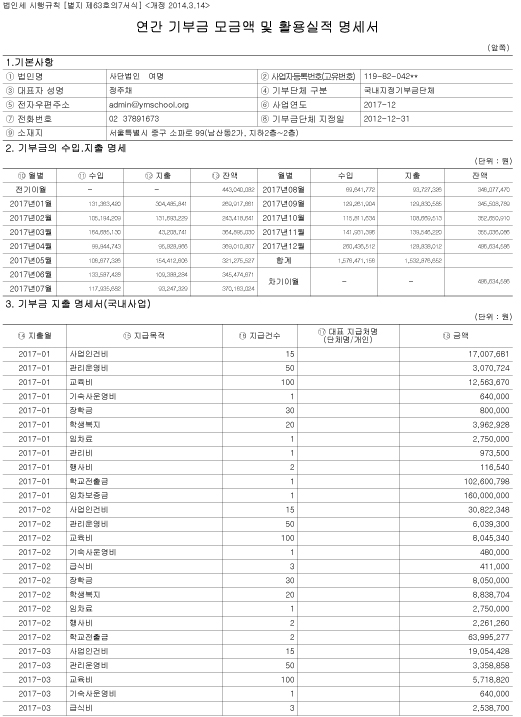 법인세 시행규칙 [별지 제63호의7서식] <개정 2014.3.14>
연간 기부금 모금액 및 활용실적 명세서
(앞쪽)
1.기본사항
① 법인명 사단법인 여명 ② 사업자등록번호(고유번호) 119-82-042**
③ 대표자 성명 정주채 ④ 기부단체 구분 국내지정기부금단체
⑤ 전자우편주소 admin@ymschool.org ⑥ 사업연도 2017-12
⑦ 전화번호 02 37891673 ⑧ 기부금단체 지정일 2012-12-31
⑨ 소재지 서울특별시 중구 소파로 99(남산동2가, 지하2층~2층)
2. 기부금의 수입.지출 명세
(단위 : 원)
⑩ 월별 ⑪ 수입 ⑫ 지출 ⑬ 잔액 월별 수입 지출 잔액
전기이월 - - 443,040,082 2017년08월 89,641,772 93,727,326 348,077,470
2017년01월 131,363,420 304,485,841 269,917,661 2017년09월 129,261,904 129,830,585 345,508,789
2017년02월 105,194,209 131,693,229 243,418,641 2017년10월 115,811,634 108,669,513 352,650,910
2017년03월 164,685,130 43,208,741 364,895,030 2017년11월 141,931,396 139,546,220 355,036,086
2017년04월 99,944,743 95,828,966 369,010,807 2017년12월 260,436,512 128,838,012 486,634,586
2017년05월 106,677,326 154,412,606 321,275,527 합계 1,576,471,156 1,532,876,652
2017년06월 133,587,428 109,388,284 345,474,671 차기이월 - - 486,634,586
2017년07월 117,935,682 93,247,329 370,163,024
3. 기부금 지출 명세서(국내사업)
(단위 : 원)
⑭ 지출월 ⑮ 지급목적 ⑯ 지급건수 ⑰ 대표 지급처명 (단체명/개인) ⑱ 금액
2017-01 사업인건비 15 17,007,681
2017-01 관리운영비 50 3,070,724
2017-01 교육비 100 12,563,670
2017-01 기숙사운영비 1 640,000
2017-01 장학금 30 800,000
2017-01 학생복지 20 3,962,928
2017-01 임차료 1 2,750,000
2017-01 관리비 1 973,500
2017-01 행사비 2 116,540
2017-01 학교전출금 1 102,600,798
2017-01 임차보증금 1 160,000,000
2017-02 사업인건비 15 30,822,348
2017-02 관리운영비 50 6,039,300
2017-02 교육비 100 8,045,340
2017-02 기숙사운영비 1 480,000
2017-02 급식비 3 411,000
2017-02 장학금 30 8,050,000
2017-02 학생복지 20 8,838,704
2017-02 임차료 1 2,750,000
2017-02 행사비 2 2,261,260
2017-02 학교전출금 2 63,995,277
2017-03 사업인건비 15 19,054,428
2017-03 관리운영비 50 3,358,858
2017-03 교육비 100 5,718,820
2017-03 기숙사운영비 1 640,000
2017-03 급식비 3 2,538,700